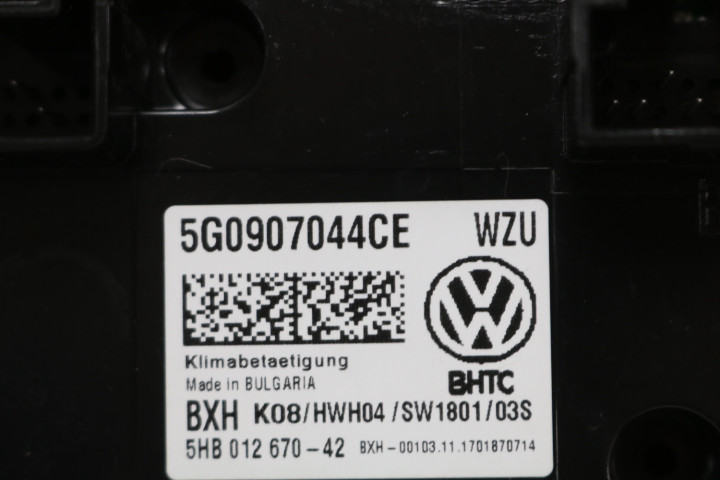 5G0907044CE WZU
Klimabetaetigung
Made in BULGARIA
BHTC
BXH K08/HWH04/SW1801/03S
5HB 012 670-42 BXH-00103.11.1701870714